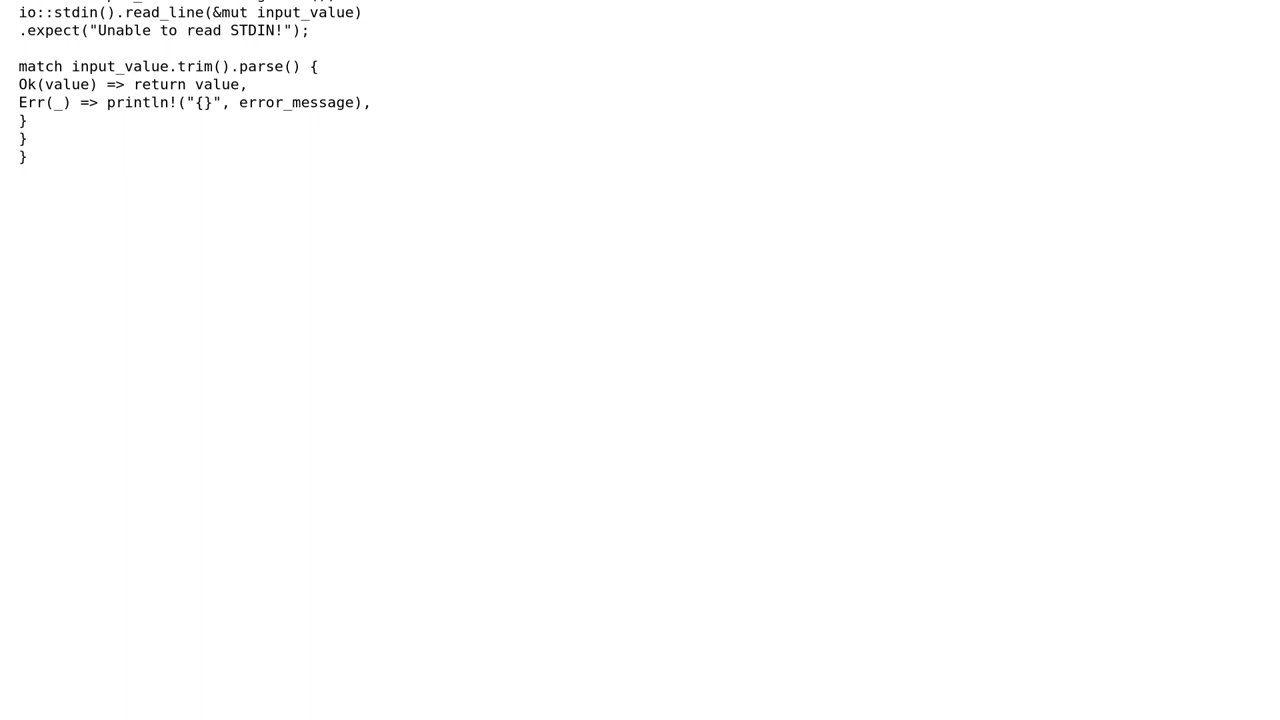 io::stdin().read_line(&mut input_value)
.expect("Unable to read STDIN!");
match input_value.trim().parse() {
Ok(value) => return value,
Err(_) => println!("{}", error_message),
}
}
}